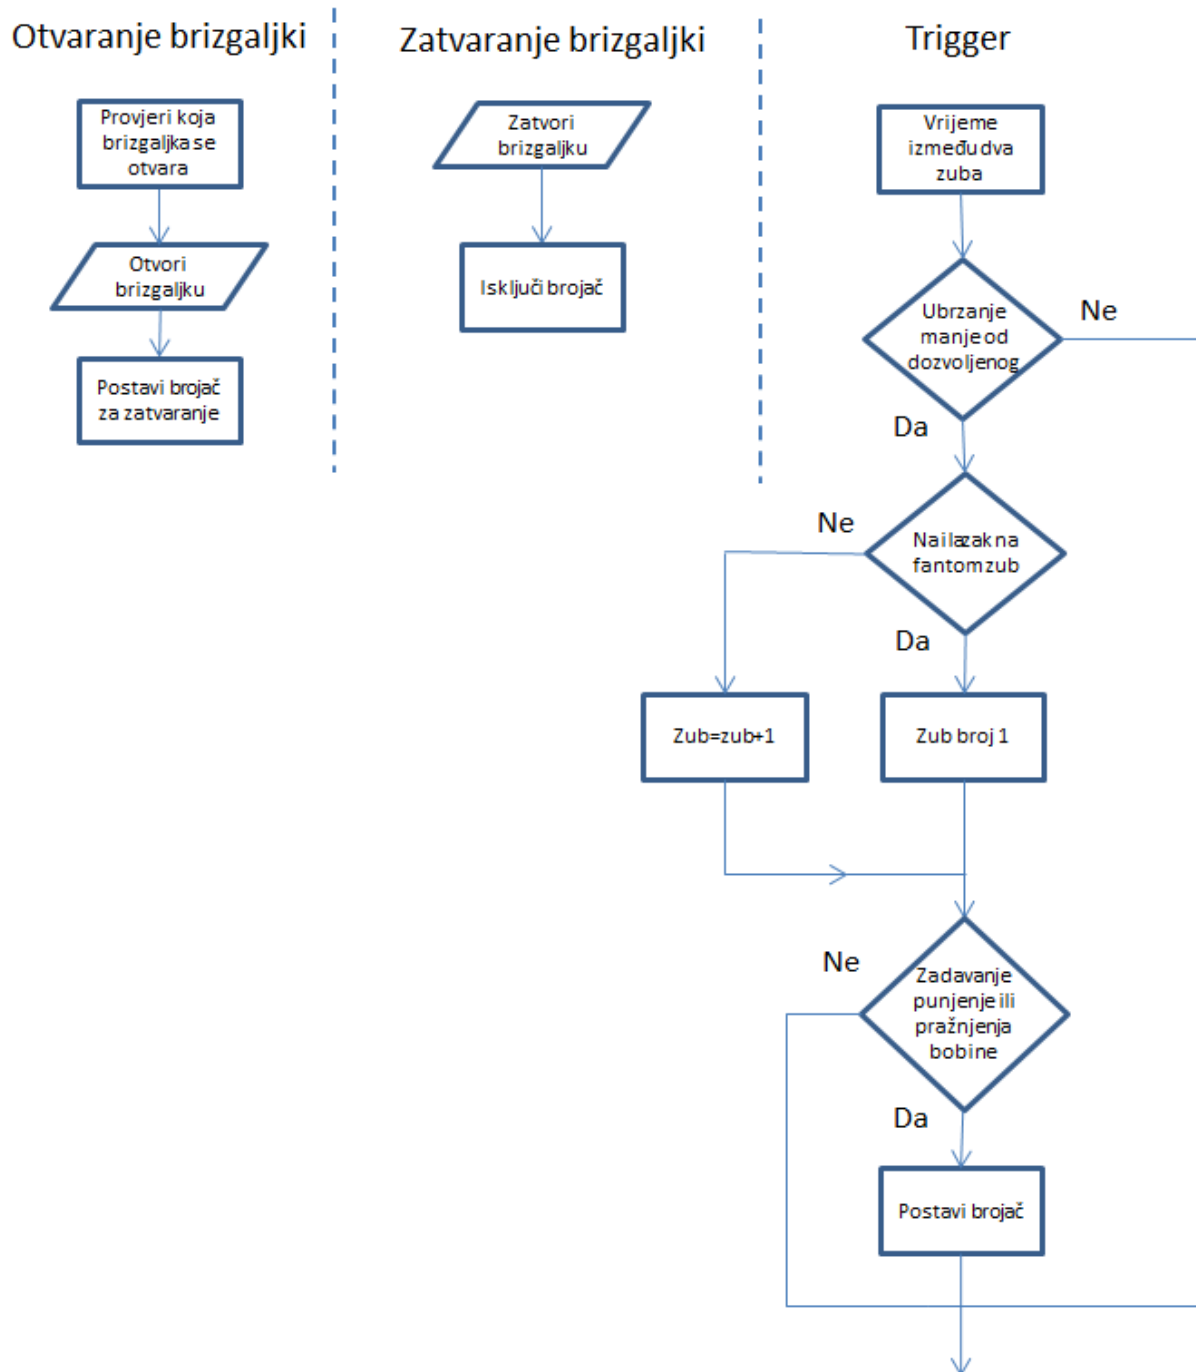 Otvaranje brizgaljki
Provjeri koja
brizgaljka se
otvara
Otvori
brizgaljku
Postavi brojač
za zatvaranje
Zatvaranje brizgaljki
Zatvori
brizgaljku
Isključi brojač
Trigger
Vrijeme
između dva
zuba
Ubrzanje
manje od
dozvoljenog
Ne
Da
Nailazak na
fantom zub
Ne
Da
Zub=zub+1
Zub broj 1
Zadavanje
punjenje ili
pražnjenja
bobine
Ne
Da
Postavi brojač